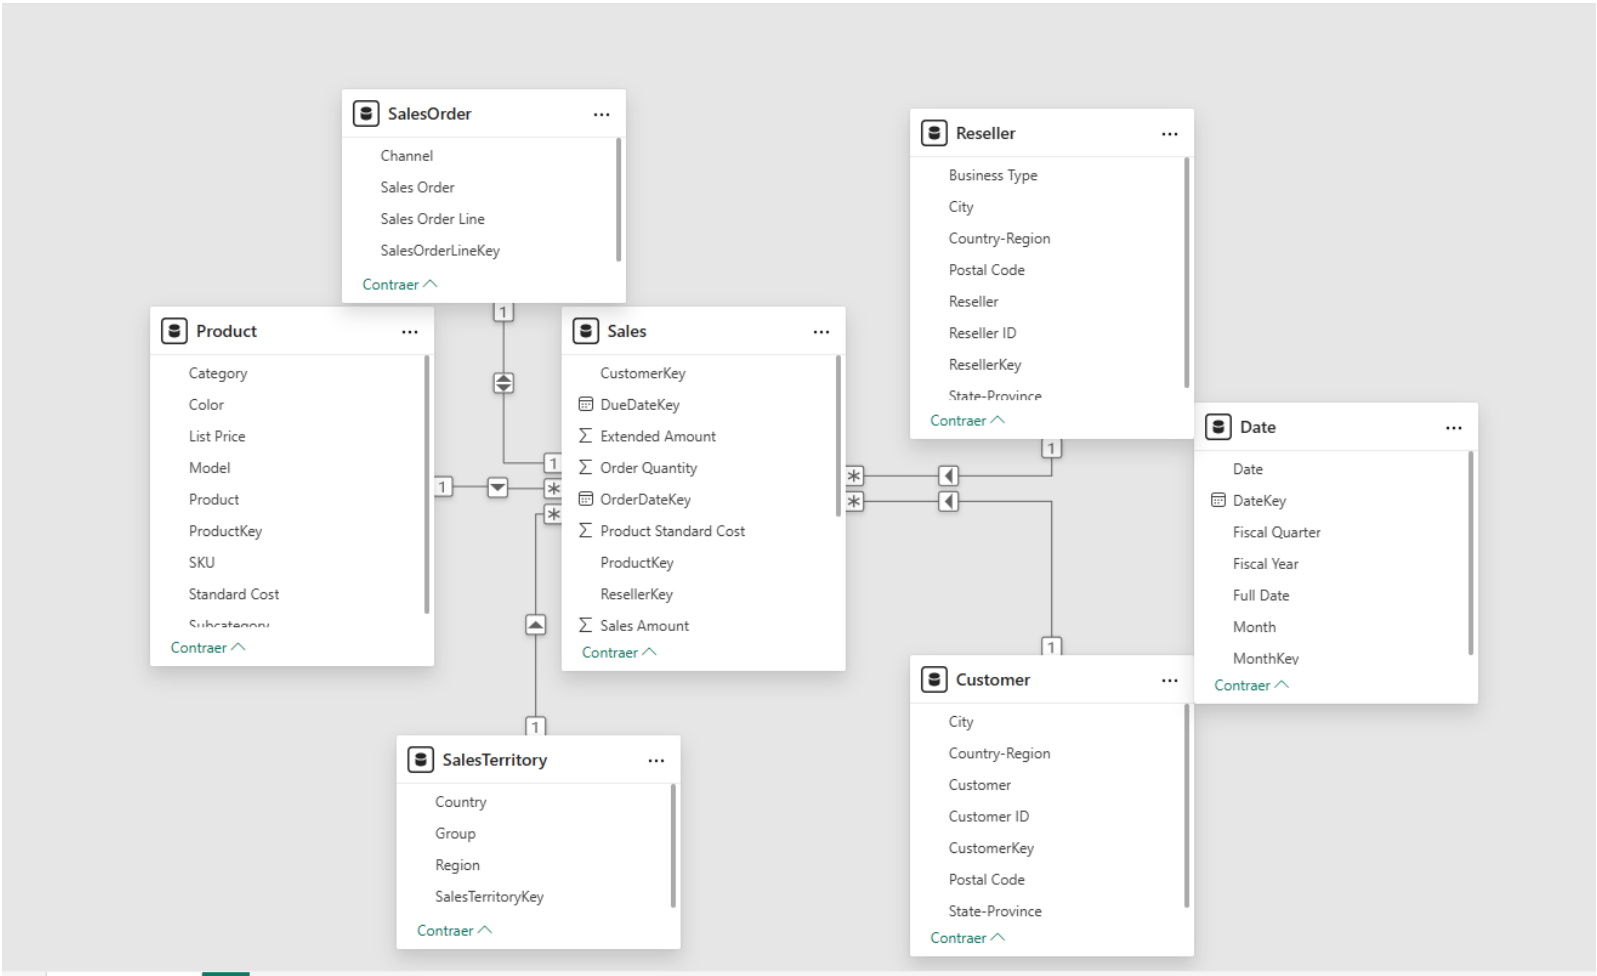 SalesOrder
Channel
Sales Order
Sales Order Line
SalesOrderLineKey
Contraer
Reseller
Business Type
City
Country-Region
Postal Code
Reseller
Reseller ID
ResellerKey
State-Province
Contraer
Product
Category
Color
List Price
Model
Product
ProductKey
SKU
Standard Cost
Subcategory
Contraer
Sales
CustomerKey
DueDateKey
Σ Extended Amount
Σ Order Quantity
OrderDateKey
Σ Product Standard Cost
ProductKey
ResellerKey
Σ Sales Amount
Contraer
Date
Date
DateKey
Fiscal Quarter
Fiscal Year
Full Date
Month
MonthKey
Contraer
SalesTerritory
Country
Group
Region
SalesTerritoryKey
Contraer
Customer
City
Country-Region
Customer
Customer ID
CustomerKey
Postal Code
State-Province
Contraer
1
1
1
*
*
1
1
*
*
1